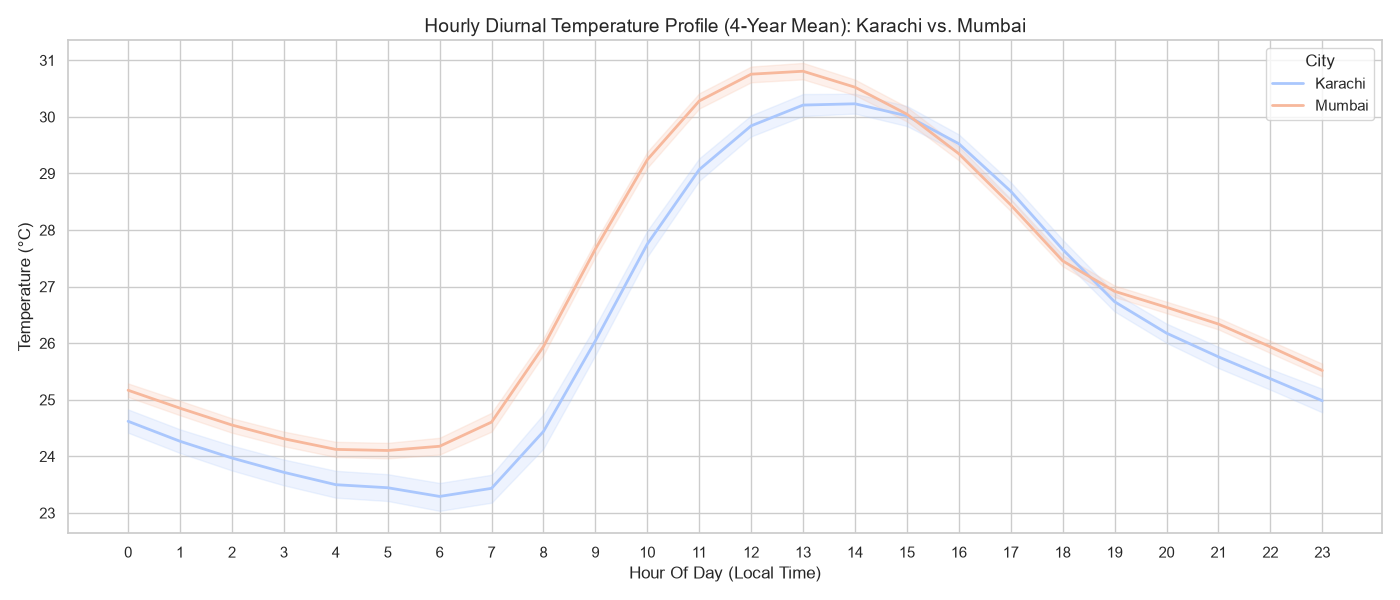 Hourly Diurnal Temperature Profile (4-Year Mean): Karachi vs. Mumbai
City
Karachi
Mumbai
Temperature (°C)
31
30
29
28
27
26
25
24
23
0 1 2 3 4 5 6 7 8 9 10 11 12 13 14 15 16 17 18 19 20 21 22 23
Hour Of Day (Local Time)